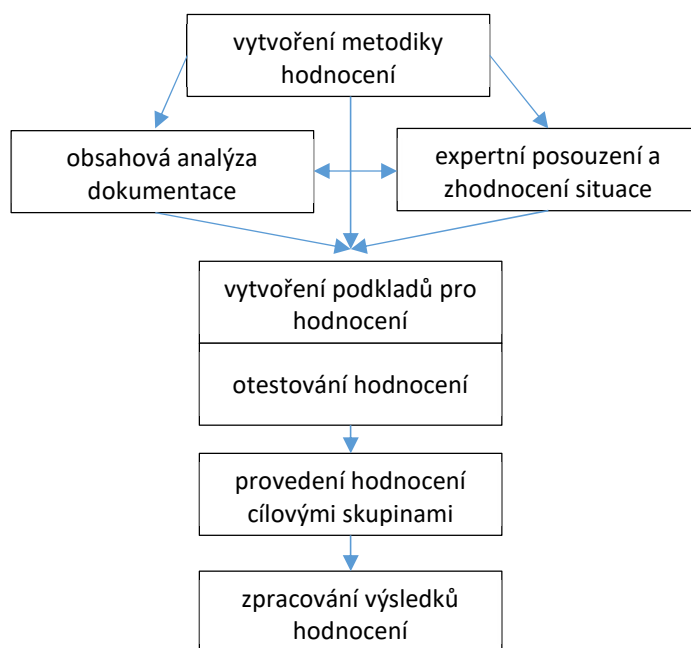 vytvoření metodiky
hodnocení
obsahová analýza
dokumentace
expertní posouzení a
zhodnocení situace
vytvoření podkladů pro
hodnocení
otestování hodnocení
provedení hodnocení
cílovými skupinami
zpracování výsledků
hodnocení